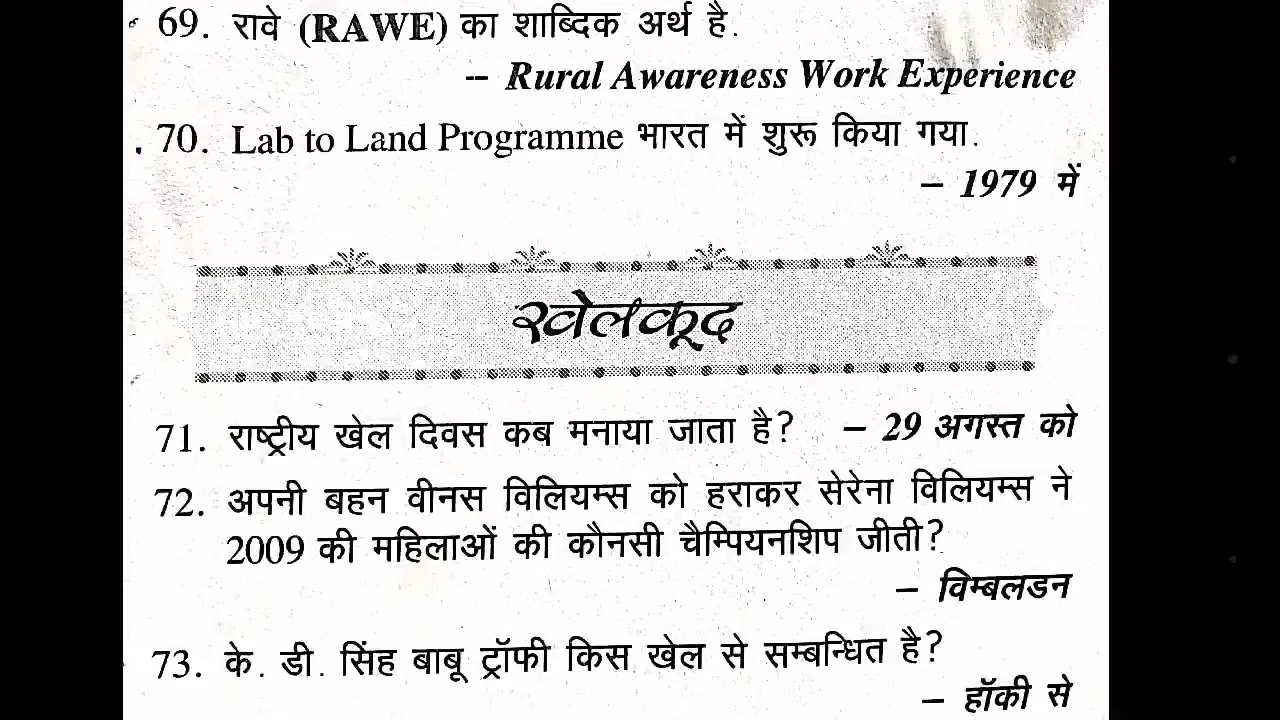 69. रावे (RAWE) का शाब्दिक अर्थ है.
– Rural Awareness Work Experience
70. Lab to Land Programme भारत में शुरू किया गया.
– 1979 में
खेलकूद
71. राष्ट्रीय खेल दिवस कब मनाया जाता है? – 29 अगस्त को
72. अपनी बहन वीनस विलियम्स को हराकर सेरेना विलियम्स ने
2009 की महिलाओं की कौनसी चैम्पियनशिप जीती?
– विम्बलडन
73. के. डी. सिंह बाबू ट्रॉफी किस खेल से सम्बन्धित है?
– हॉकी से